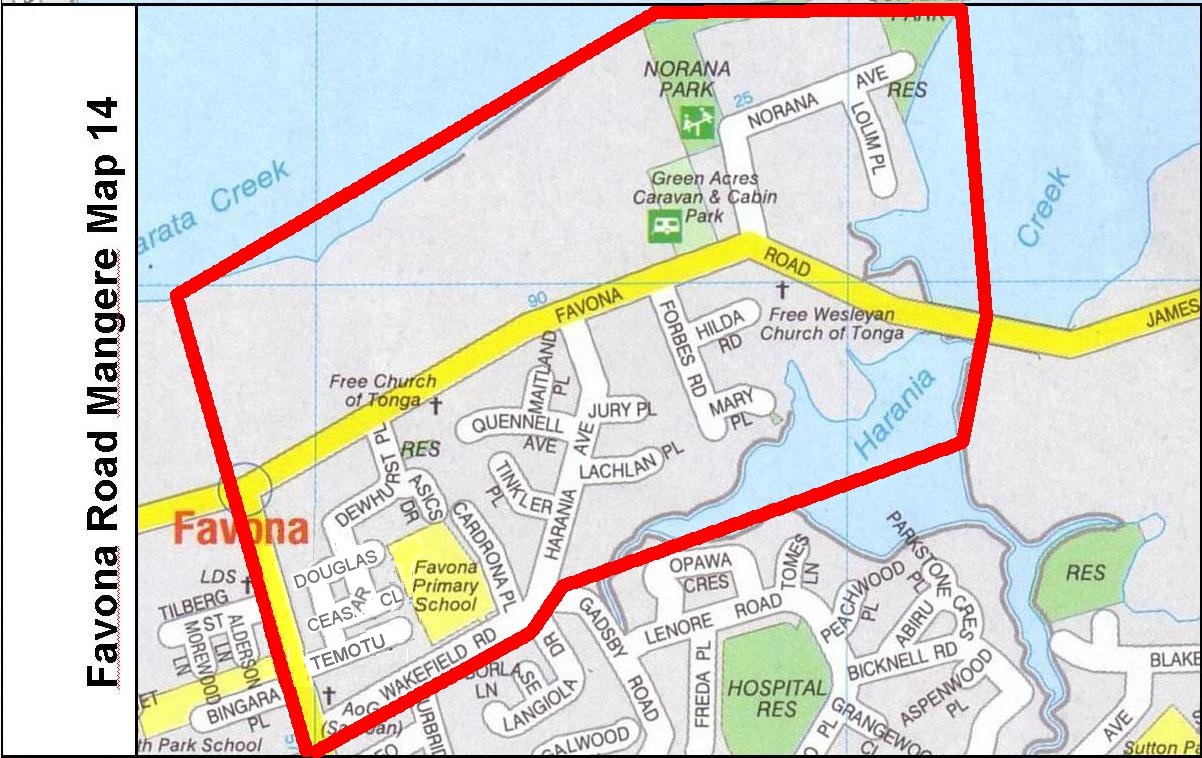 Favona Road Mangere Map 14
PARK
NORANA
PARK
25
NORANA AVE
RES
LOLIM PL
Creek
arata Creek
Green Acres
Caravan & Cabin
Park
FAVONA ROAD
90
JAMES
Free Wesleyan
Church of Tonga
FORBES RD
HILDA
RD
MARY
PL
Harania
Free Church
of Tonga
MAITLAND
PL
QUENNELL
AVE
JURY PL
HARANIA AVE
LACHLAN PL
TINKLER
PL
RES
DEWHURST PL
ASICS
DR
CARDRONA PL
Favona
Favona
Primary
School
DOUGLAS
CEASAR CL
TEMOTU
LDS
TILBERG
ST
MORENWOOD
LN
ALDERSON
LN
BINGARA
PL
th Park School
AoG
WAKEFIELD RD
LN
DR
LANGIOLA
GALWOOD
GADSBY
ROAD
OPAWA
CRES
LENORE ROAD
TOMES
LN
FREDA PL
HOSPITAL
RES
PEACHWOOD
PL
PARKSTONE
PL
ABIRU
CRES
BICKNELL RD
ASPENWOOD
PL
GRANGEWOO
CL
PL
RES
BLAKE
AVE
Sutton Pa